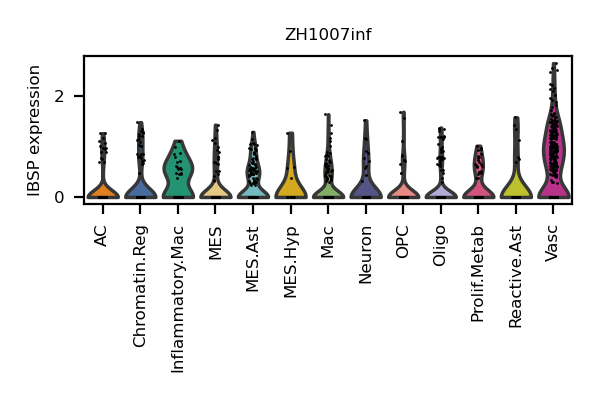 ZH1007inf
IBSP expression
2
0
AC
Chromatin.Reg
Inflammatory.Mac
MES
MES.Ast
MES.Hyp
Mac
Neuron
OPC
Oligo
Prolif.Metab
Reactive.Ast
Vasc